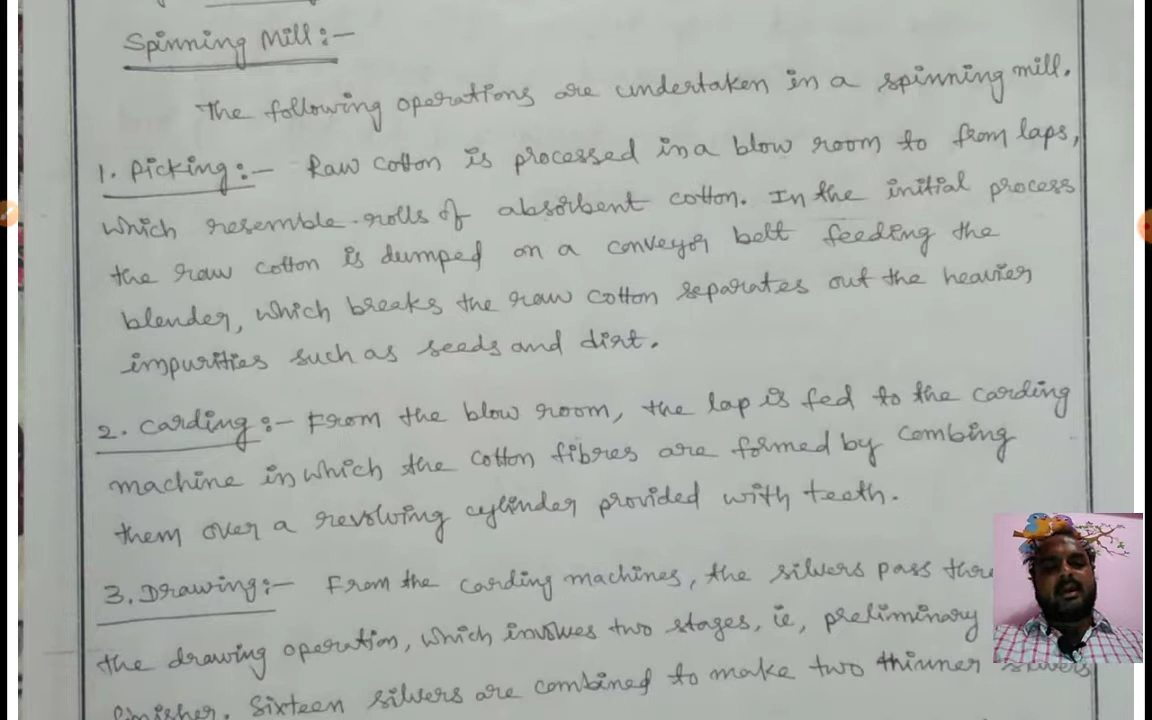 Spinning Mill:-
The following operations are undertaken in a spinning mill.
1. Picking:- Raw cotton is processed in a blow room to from laps,
which resemble rolls of absorbent cotton. In the initial process
the raw cotton is dumped on a conveyor belt feeding the
blender, which breaks the raw cotton separates out the heavier
impurities such as seeds and dirt.
2. Carding:- From the blow room, the lap is fed to the carding
machine in which the cotton fibres are formed by combing
them over a revolving cylinder provided with teeth.
3. Drawing:- From the carding machines, the silvers pass
the drawing operation, which involves two stages, ie, preliminary
finisher. Sixteen silvers are combined to make two thinner silvers